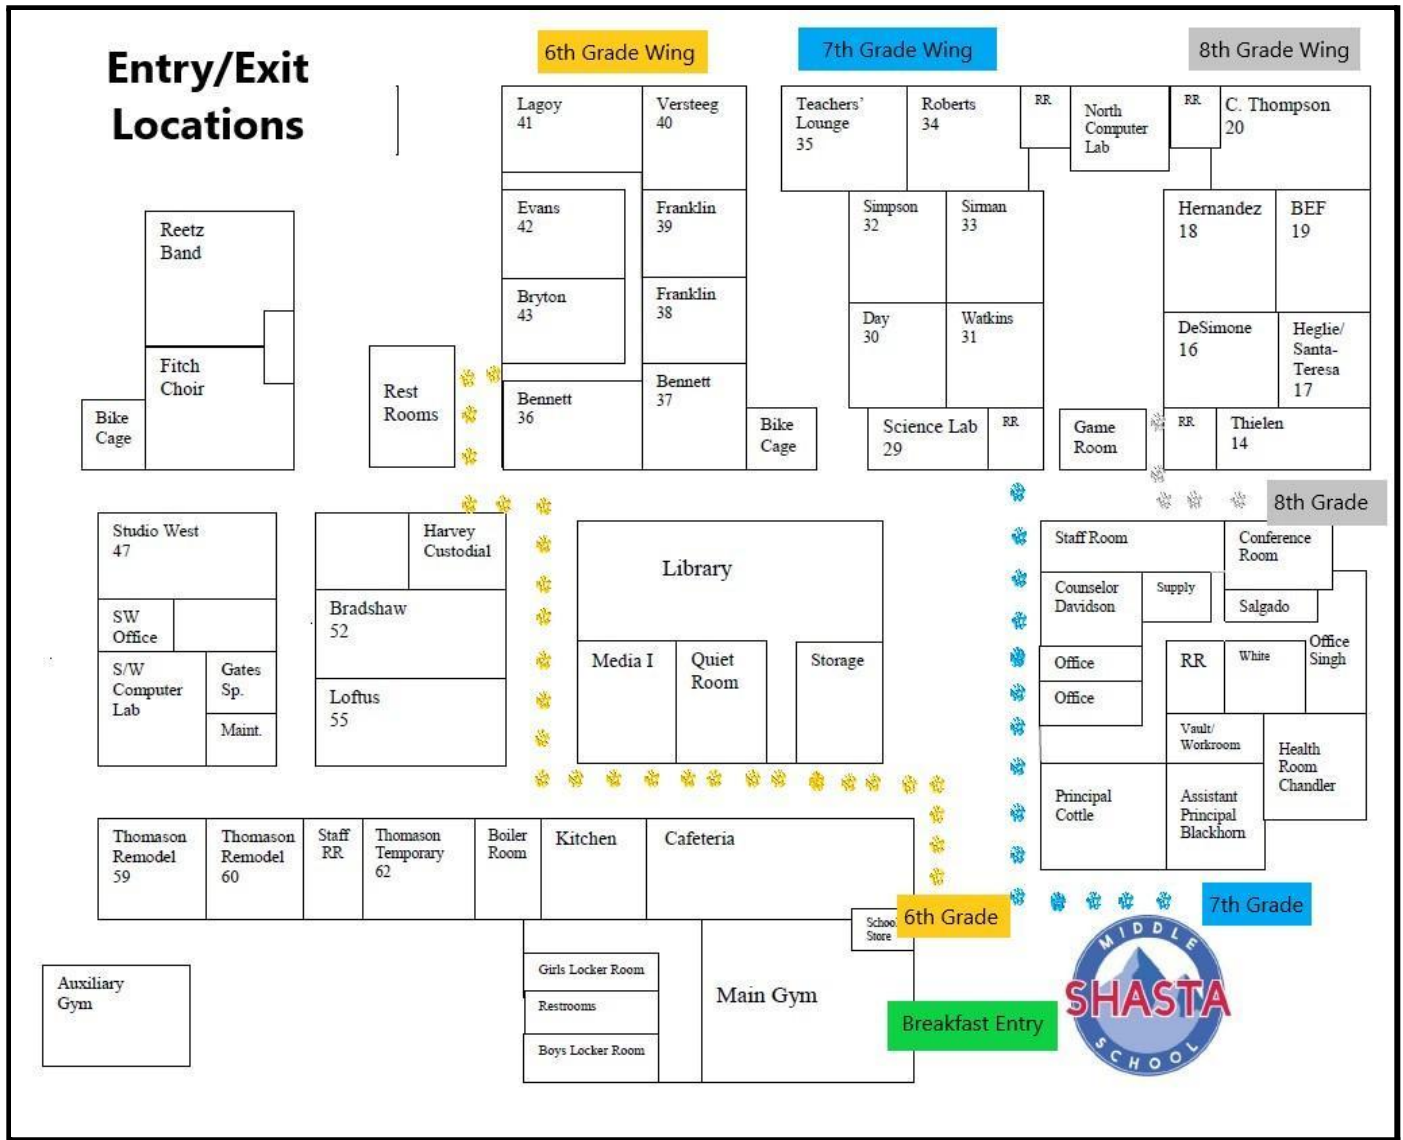 Entry/Exit
Locations
6th Grade Wing
7th Grade Wing
8th Grade Wing
Lagoy
41
Versteeg
40
Teachers’
Lounge
35
Roberts
34
RR
North
Computer
Lab
RR
C. Thompson
20
Evans
42
Franklin
39
Simpson
32
Sirman
33
Hernandez
18
BEF
19
Reetz
Band
Bryton
43
Franklin
38
Day
30
Watkins
31
DeSimone
16
Heglie/
Santa-
Teresa
17
Fitch
Choir
Rest
Rooms
Bennett
36
Bennett
37
Bike
Cage
Bike
Cage
Science Lab
29
RR
Game
Room
RR
Thielen
14
8th Grade
Studio West
47
Harvey
Custodial
Library
Staff Room
Conference
Room
SW
Office
Bradshaw
52
Counselor
Davidson
Supply
Salgado
S/W
Computer
Lab
Gates
Sp.
Maint.
Loftus
55
Media I
Quiet
Room
Storage
Office
Office
RR
White
Office
Singh
Vault/
Workroom
Health
Room
Chandler
Principal
Cottle
Assistant
Principal
Blackhorn
Thomason
Remodel
59
Thomason
Remodel
60
Staff
RR
Thomason
Temporary
62
Boiler
Room
Kitchen
Cafeteria
School
Store
6th Grade
7th Grade
Auxiliary
Gym
Girls Locker Room
Restrooms
Boys Locker Room
Main Gym
Breakfast Entry
MIDDLE
SHASTA
SCHOOL